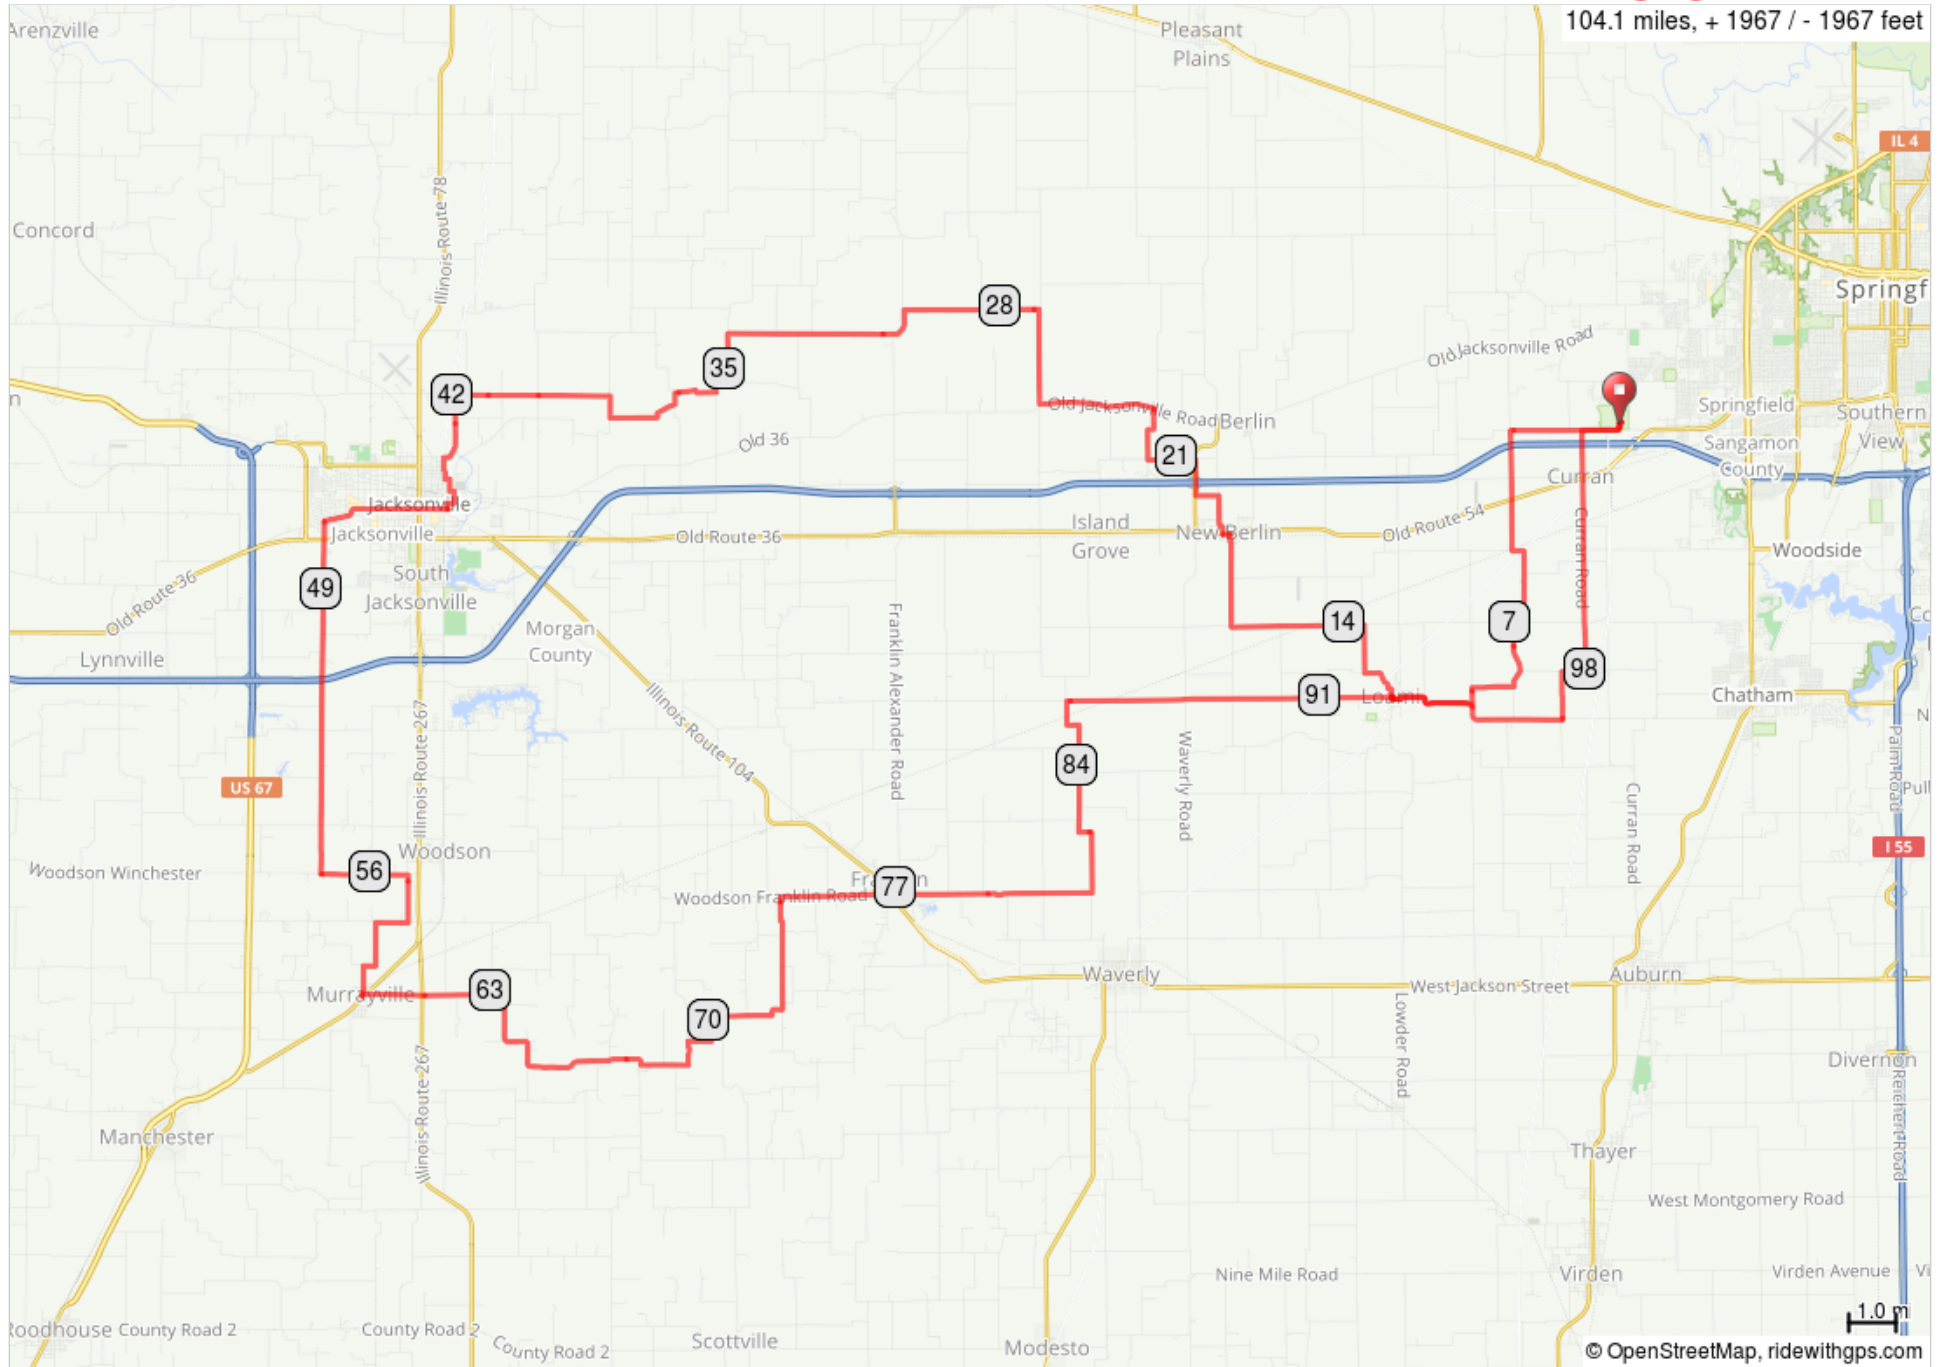 104.1 miles, + 1967 / - 1967 feet
Arenzville
Pleasant
Plains
IL 4
Illinois Route 78
Concord
Springf
28
Old Jacksonville Road
35
42
Old Jacksonville Road
Berlin
Springfield
Southern
View
Old 36
21
Sangamon
County
Curran
Jacksonville
Jacksonville
Old Route 36
Island
Grove
New Berlin
Old Route 54
Curran Road
Woodside
49
South
Jacksonville
Old Route 36
Morgan
County
Franklin Alexander Road
14
7
Lynnville
98
91
Loami
Chatham
Illinois Route 267
Illinois Route 104
Waverly Road
84
US 67
Palm Road
Curran Road
I 55
Woodson
Woodson Winchester
56
77
Woodson Franklin Road
Waverly
Auburn
West Jackson Street
Lowder Road
Murrayville
63
70
Divernon
Reichert Road
Illinois Route 267
Manchester
Thayer
West Montgomery Road
Nine Mile Road
Virden
Virden Avenue
1.0 m
Roodhouse
County Road 2
County Road 2
County Road 2
Scottville
Modesto
© OpenStreetMap, ridewithgps.com